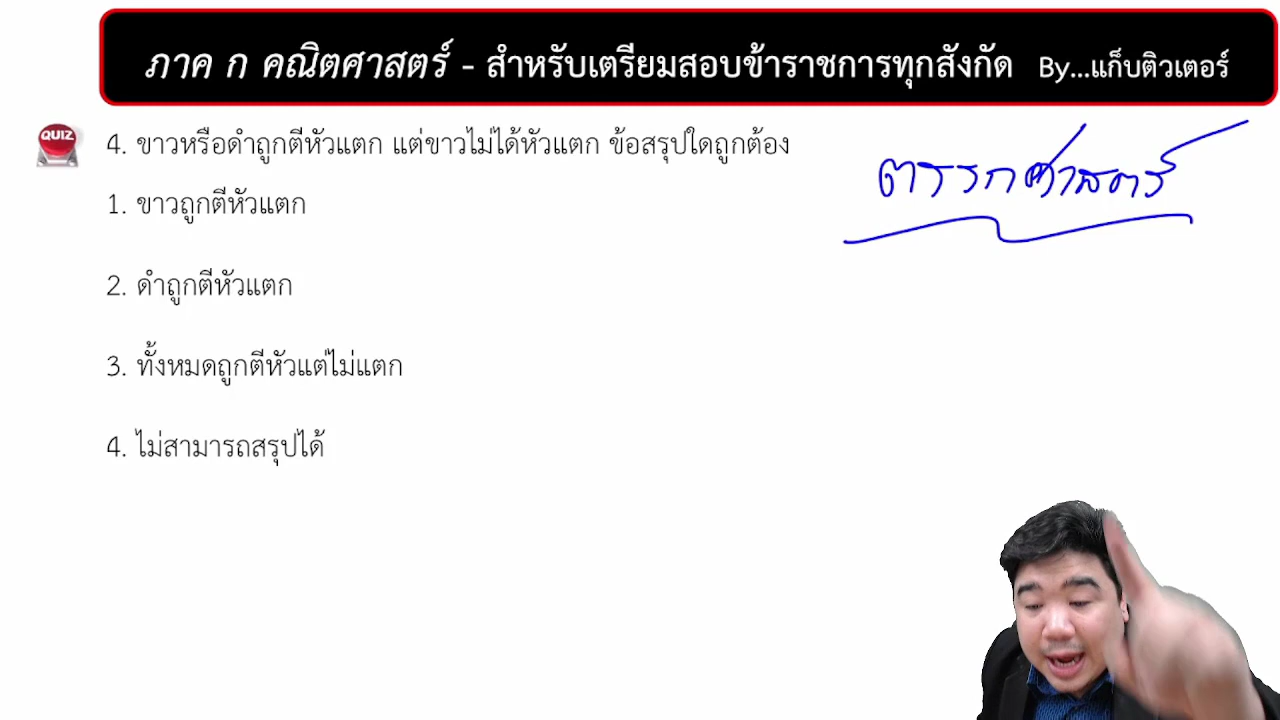 ภาค ก คณิตศาสตร์ - สำหรับเตรียมสอบข้าราชการทุกสังกัด By...แก็บติวเตอร์
QUIZ
4. ขาวหรือดำถูกตีหัวแตก แต่ขาวไม่ได้หัวแตก ข้อสรุปใดถูกต้อง
ตรรกศาสตร์
1. ขาวถูกตีหัวแตก
2. ดำถูกตีหัวแตก
3. ทั้งหมดถูกตีหัวแต่ไม่แตก
4. ไม่สามารถสรุปได้